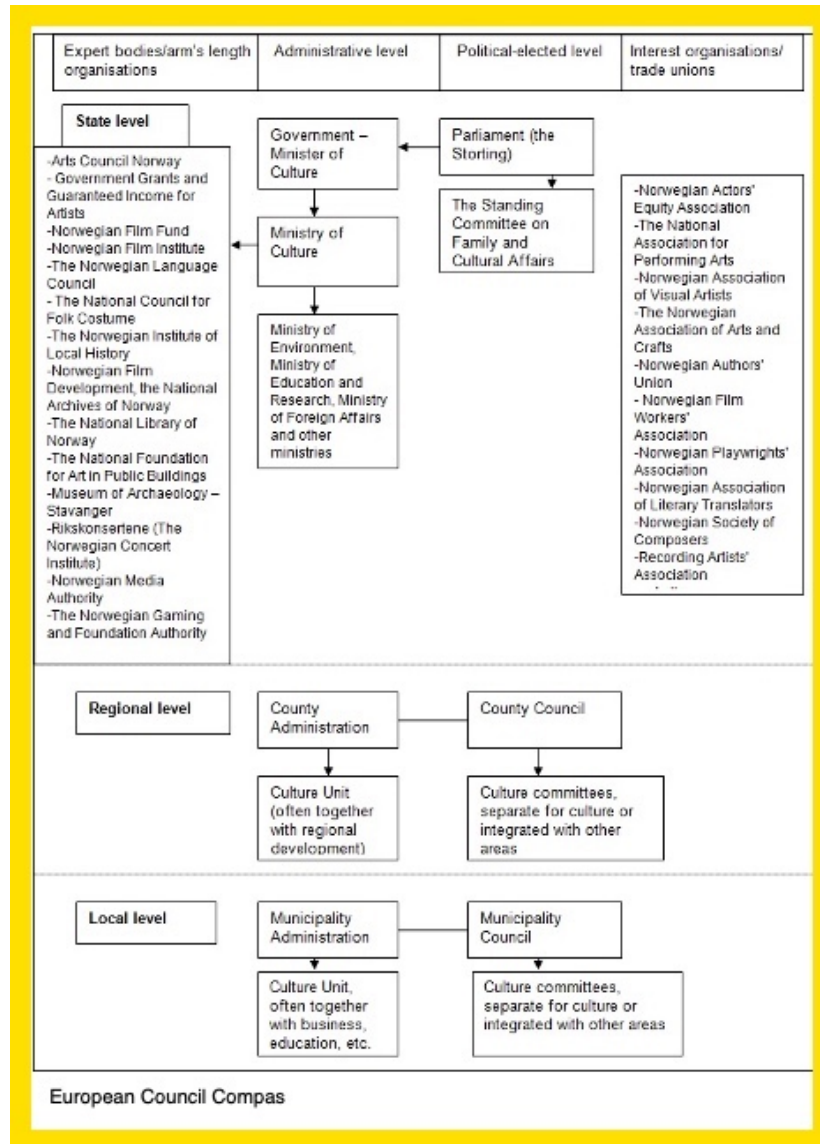 Expert bodies/arm's length
organisations
Administrative level
Political-elected level
Interest organisations/
trade unions
State level
-Arts Council Norway
- Government Grants and
Guaranteed Income for
Artists
-Norwegian Film Fund
-Norwegian Film Institute
-The Norwegian Language
Council
- The National Council for
Folk Costume
-The Norwegian Institute of
Local History
-Norwegian Film
Development, the National
Archives of Norway
-The National Library of
Norway
-The National Foundation
for Art in Public Buildings
-Museum of Archaeology –
Stavanger
-Rikskonsertene (The
Norwegian Concert
Institute)
-Norwegian Media
Authority
-The Norwegian Gaming
and Foundation Authority
Government –
Minister of
Culture
Ministry of
Culture
Ministry of
Environment,
Ministry of
Education and
Research, Ministry
of Foreign Affairs
and other
ministries
Parliament (the
Storting)
The Standing
Committee on
Family and
Cultural Affairs
-Norwegian Actors'
Equity Association
-The National
Association for
Performing Arts
-Norwegian Association
of Visual Artists
-The Norwegian
Association of Arts and
Crafts
-Norwegian Authors'
Union
- Norwegian Film
Workers'
Association
-Norwegian Playwrights'
Association
-Norwegian Association
of Literary Translators
-Norwegian Society of
Composers
-Recording Artists'
Association
Regional level
County
Administration
County Council
Culture Unit
(often together
with regional
development)
Culture committees,
separate for culture or
integrated with other
areas
Local level
Municipality
Administration
Municipality
Council
Culture Unit,
often together
with business,
education, etc.
Culture committees,
separate for culture or
integrated with other areas
European Council Compas